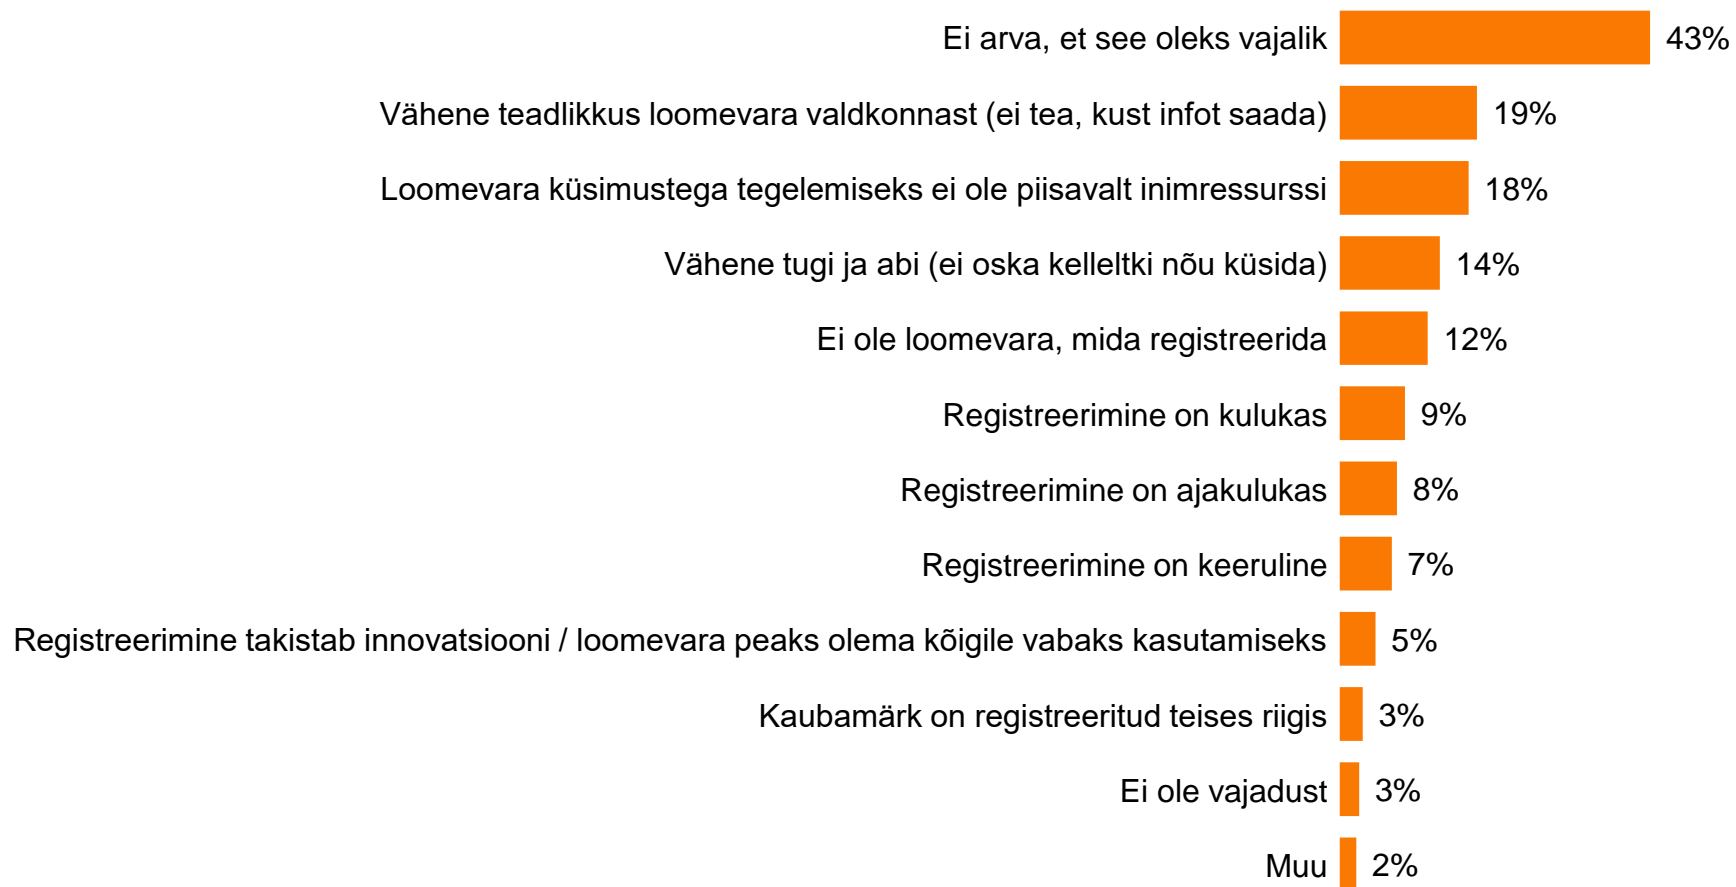 Ei arva, et see oleks vajalik 43%
Vähene teadlikkus loomevara valdkonnast (ei tea, kust infot saada) 19%
Loomevara küsimustega tegelemiseks ei ole piisavalt inimressurssi 18%
Vähene tugi ja abi (ei oska kelleltki nõu küsida) 14%
Ei ole loomevara, mida registreerida 12%
Registreerimine on kulukas 9%
Registreerimine on ajakulukas 8%
Registreerimine on keeruline 7%
Registreerimine takistab innovatsiooni / loomevara peaks olema kõigile vabaks kasutamiseks 5%
Kaubamärk on registreeritud teises riigis 3%
Ei ole vajadust 3%
Muu 2%